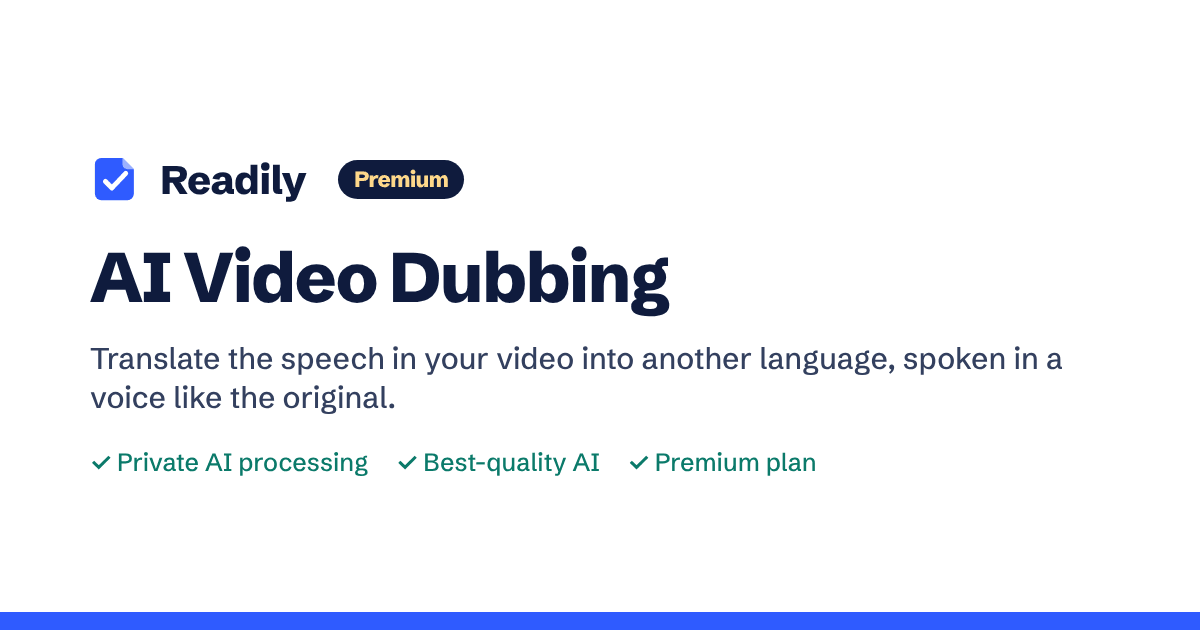 Readily
Premium
AI Video Dubbing
Translate the speech in your video into another language, spoken in a
voice like the original.
✓ Private AI processing ✓ Best-quality AI ✓ Premium plan